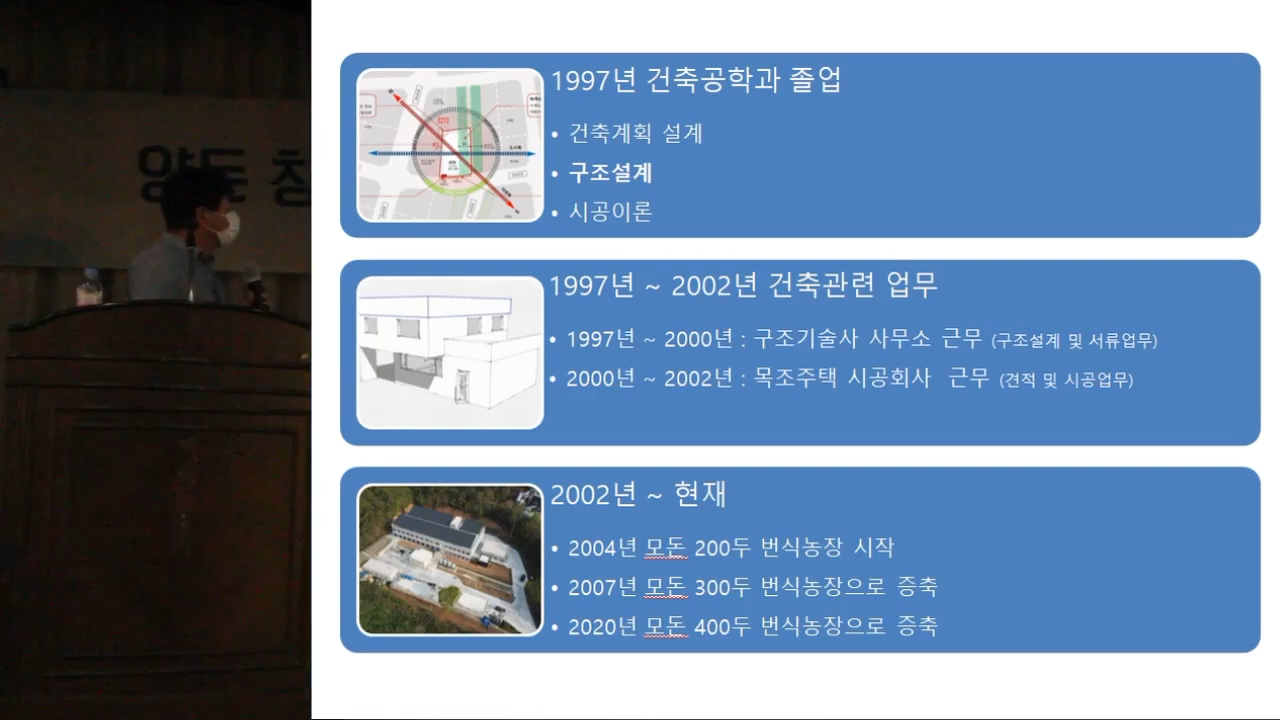 양돈
1997년 건축공학과 졸업
• 건축계획 설계
• 구조설계
• 시공이론
1997년 ~ 2002년 건축관련 업무
• 1997년 ~ 2000년 : 구조기술사 사무소 근무 (구조설계 및 서류업무)
• 2000년 ~ 2002년 : 목조주택 시공회사 근무 (견적 및 시공업무)
2002년 ~ 현재
• 2004년 모돈 200두 번식농장 시작
• 2007년 모돈 300두 번식농장으로 증축
• 2020년 모돈 400두 번식농장으로 증축